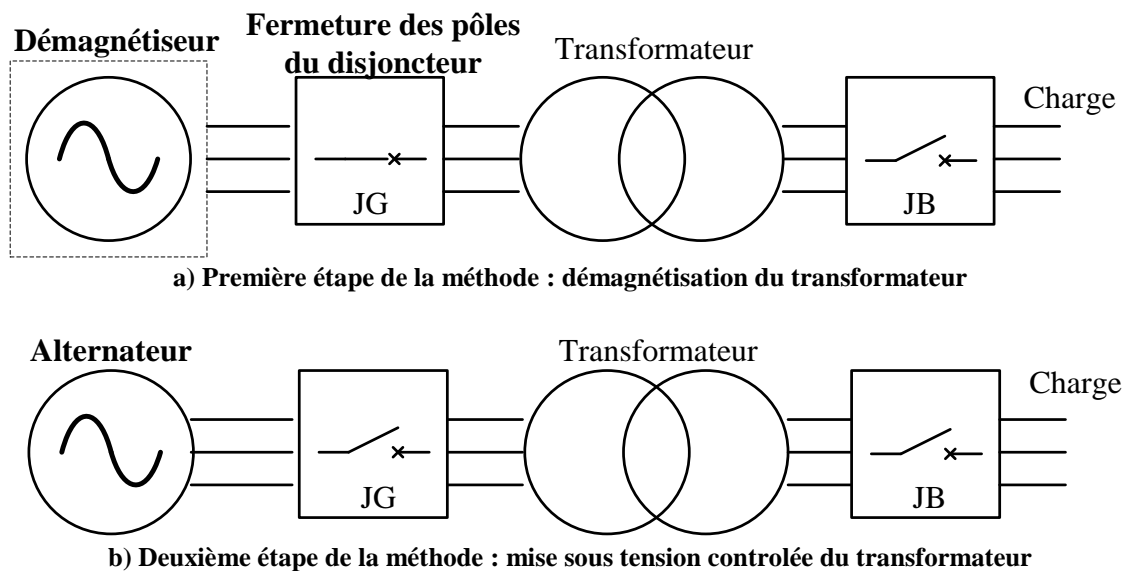 Démagnétiseur
Fermeture des pôles
du disjoncteur
Transformateur
Charge
JG
JB
a) Première étape de la méthode : démagnétisation du transformateur
Alternateur
Transformateur
Charge
JG
JB
b) Deuxième étape de la méthode : mise sous tension controlée du transformateur